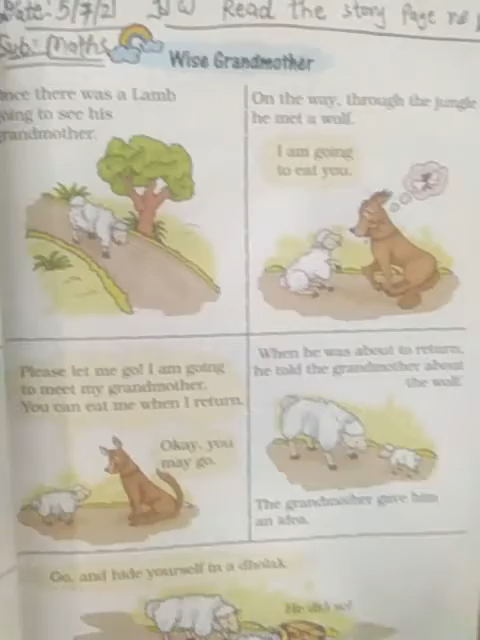 Date: 5/7/21 Read the story Page
Sub: Maths
Wise Grandmother
nce there was a Lamb
oing to see his
randmother.
On the way, through the jungle
he met a wolf.
I am going
to eat you.
Please let me go! I am going
to meet my grandmother.
You can eat me when I return.
Okay, you
may go.
When he was about to return,
he told the grandmother about
the wolf.
The grandmother gave him
an idea.
Go, and hide yourself in a dholak
He did so!